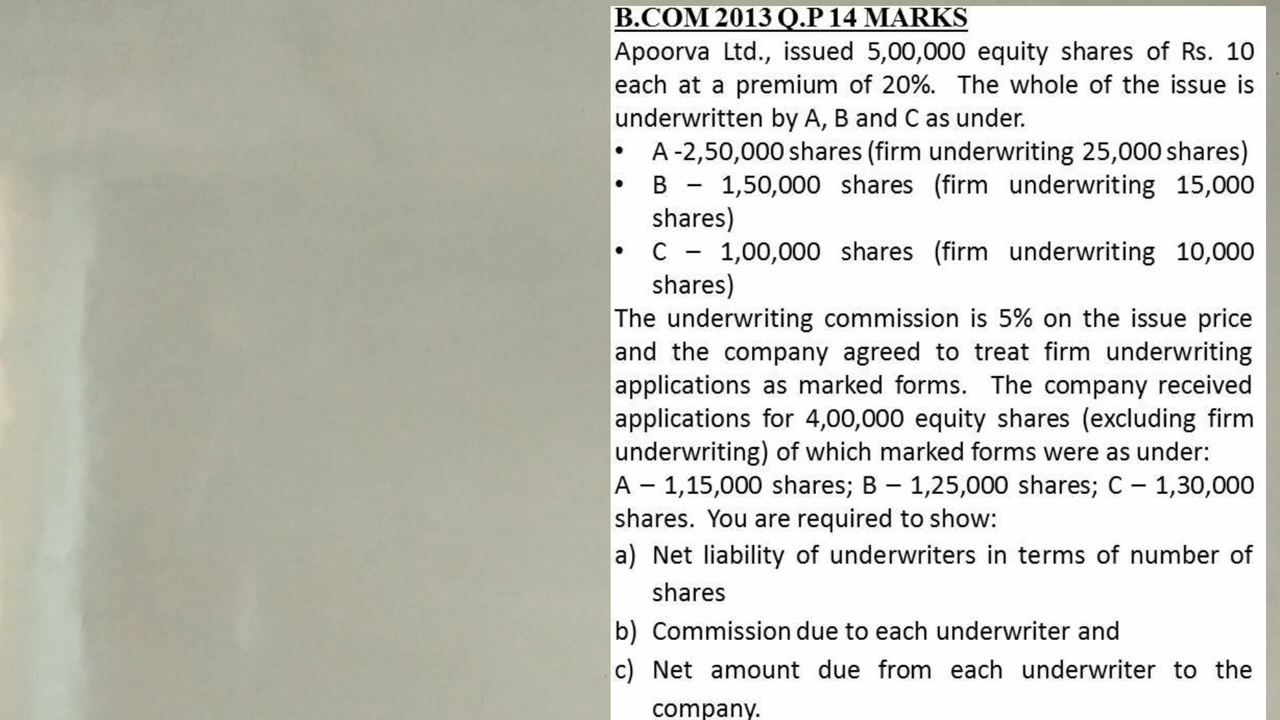 B.COM 2013 Q.P 14 MARKS
Apoorva Ltd., issued 5,00,000 equity shares of Rs. 10
each at a premium of 20%. The whole of the issue is
underwritten by A, B and C as under.
• A -2,50,000 shares (firm underwriting 25,000 shares)
• B – 1,50,000 shares (firm underwriting 15,000
shares)
• C – 1,00,000 shares (firm underwriting 10,000
shares)
The underwriting commission is 5% on the issue price
and the company agreed to treat firm underwriting
applications as marked forms. The company received
applications for 4,00,000 equity shares (excluding firm
underwriting) of which marked forms were as under:
A – 1,15,000 shares; B – 1,25,000 shares; C – 1,30,000
shares. You are required to show:
a) Net liability of underwriters in terms of number of
shares
b) Commission due to each underwriter and
c) Net amount due from each underwriter to the
company.